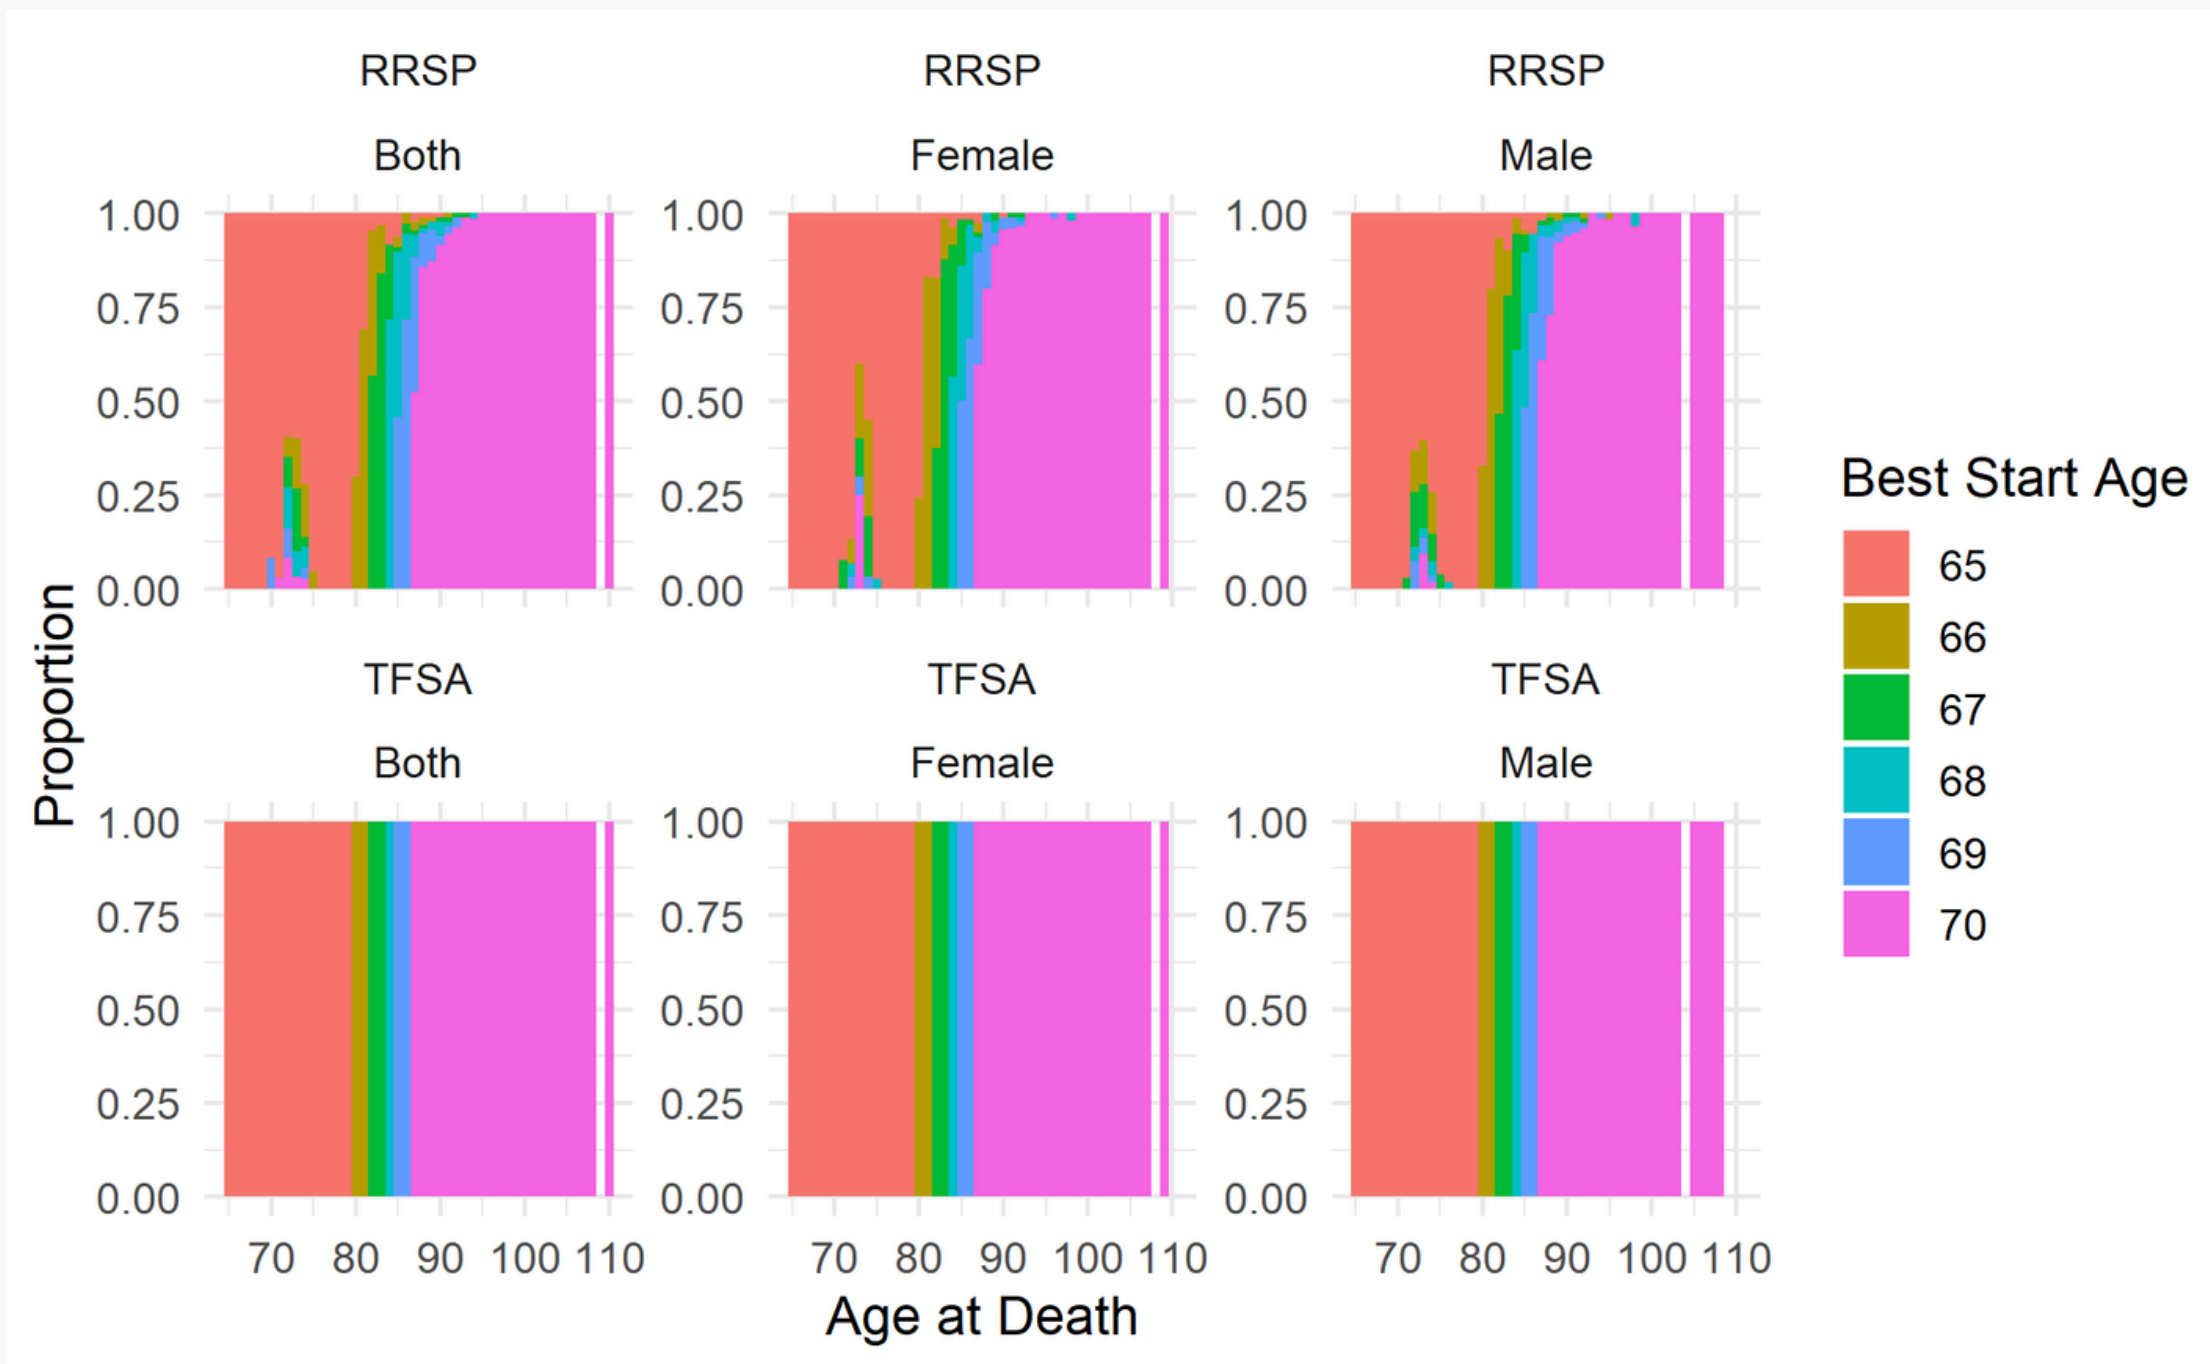 RRSP RRSP RRSP
Both Female Male
1.00 1.00 1.00
0.75 0.75 0.75
0.50 0.50 0.50
0.25 0.25 0.25
0.00 0.00 0.00
TFSA TFSA TFSA
Both Female Male
1.00 1.00 1.00
0.75 0.75 0.75
0.50 0.50 0.50
0.25 0.25 0.25
0.00 0.00 0.00
70 80 90 100 110 70 80 90 100 110 70 80 90 100 110
Age at Death
Proportion
Best Start Age
65
66
67
68
69
70